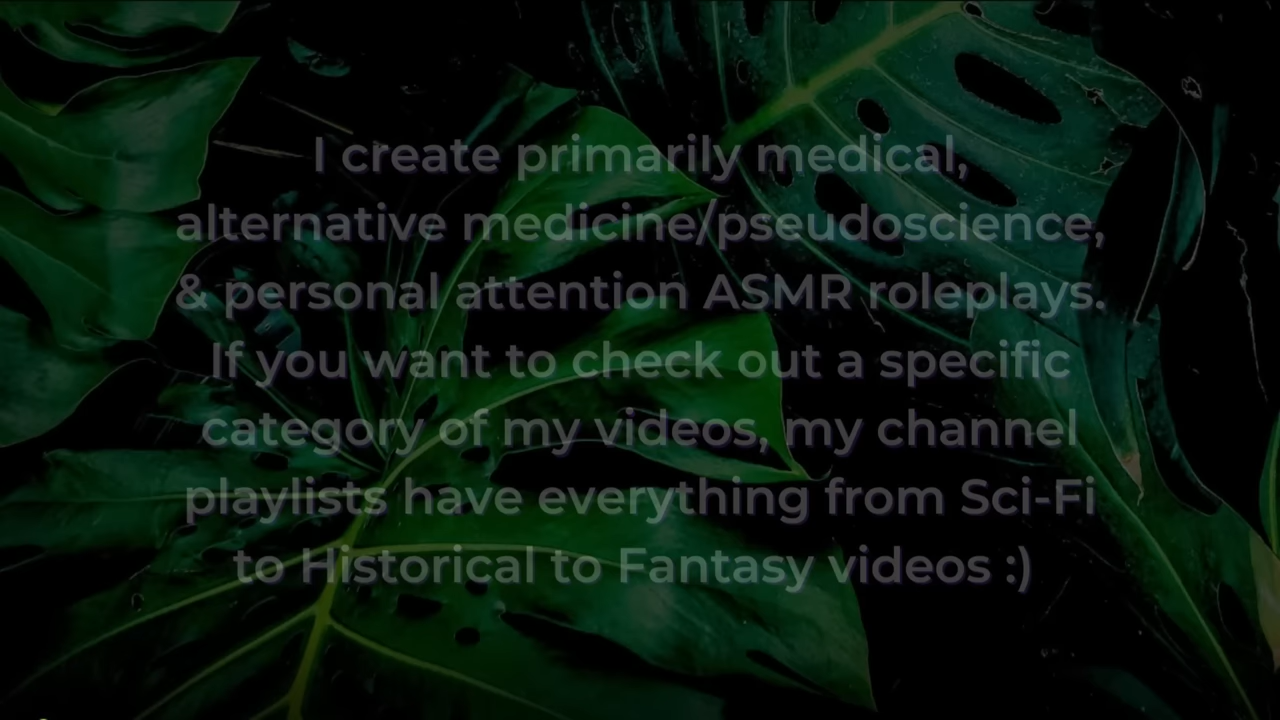 I create primarily medical,
alternative medicine/pseudoscience,
& personal attention ASMR roleplays.
If you want to check out a specific
category of my videos, my channel
playlists have everything from Sci-Fi
to Historical to Fantasy videos :)